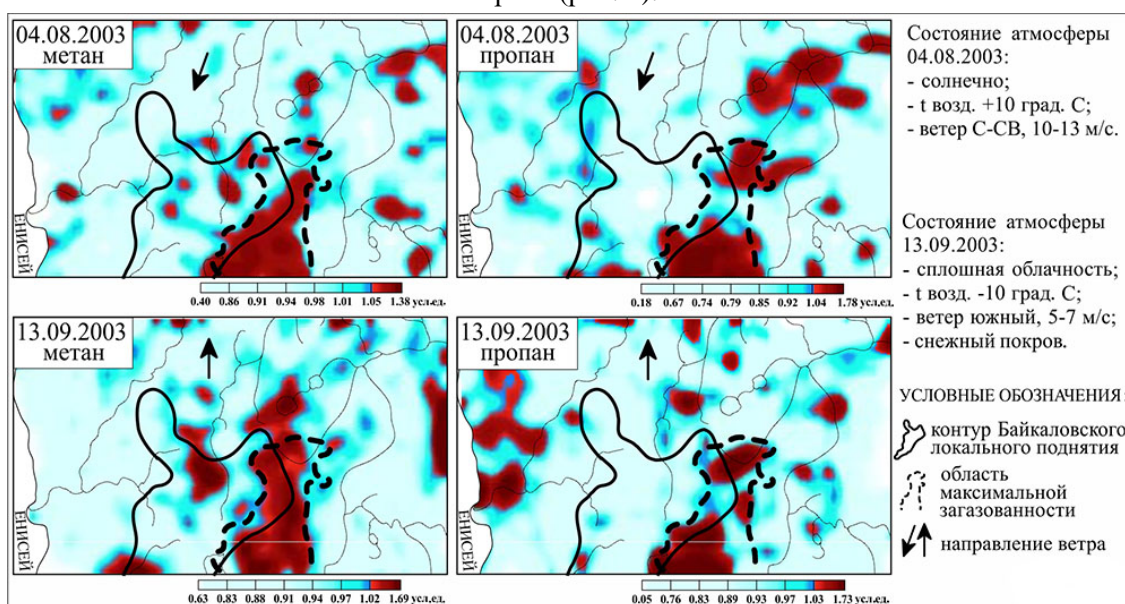 04.08.2003
метан
ЕНИСЕЙ
0.40 0.86 0.91 0.94 0.98 1.01 1.05 1.38 усл.ед.
04.08.2003
пропан
ЕНИСЕЙ
0.18 0.67 0.74 0.79 0.85 0.92 1.04 1.78 усл.ед.
Состояние атмосферы
04.08.2003:
- солнечно;
- t возд. +10 град. С;
- ветер С-СВ, 10-13 м/с.
13.09.2003
метан
ЕНИСЕЙ
0.63 0.83 0.88 0.91 0.94 0.97 1.02 1.69 усл.ед.
13.09.2003
пропан
ЕНИСЕЙ
0.05 0.76 0.83 0.89 0.93 0.97 1.03 1.73 усл.ед.
Состояние атмосферы
13.09.2003:
- сплошная облачность;
- t возд. -10 град. С;
- ветер южный, 5-7 м/с;
- снежный покров.
УСЛОВНЫЕ ОБОЗНАЧЕНИЯ:
контур Байкаловского
локального поднятия
область
максимальной
загазованности
направление ветра